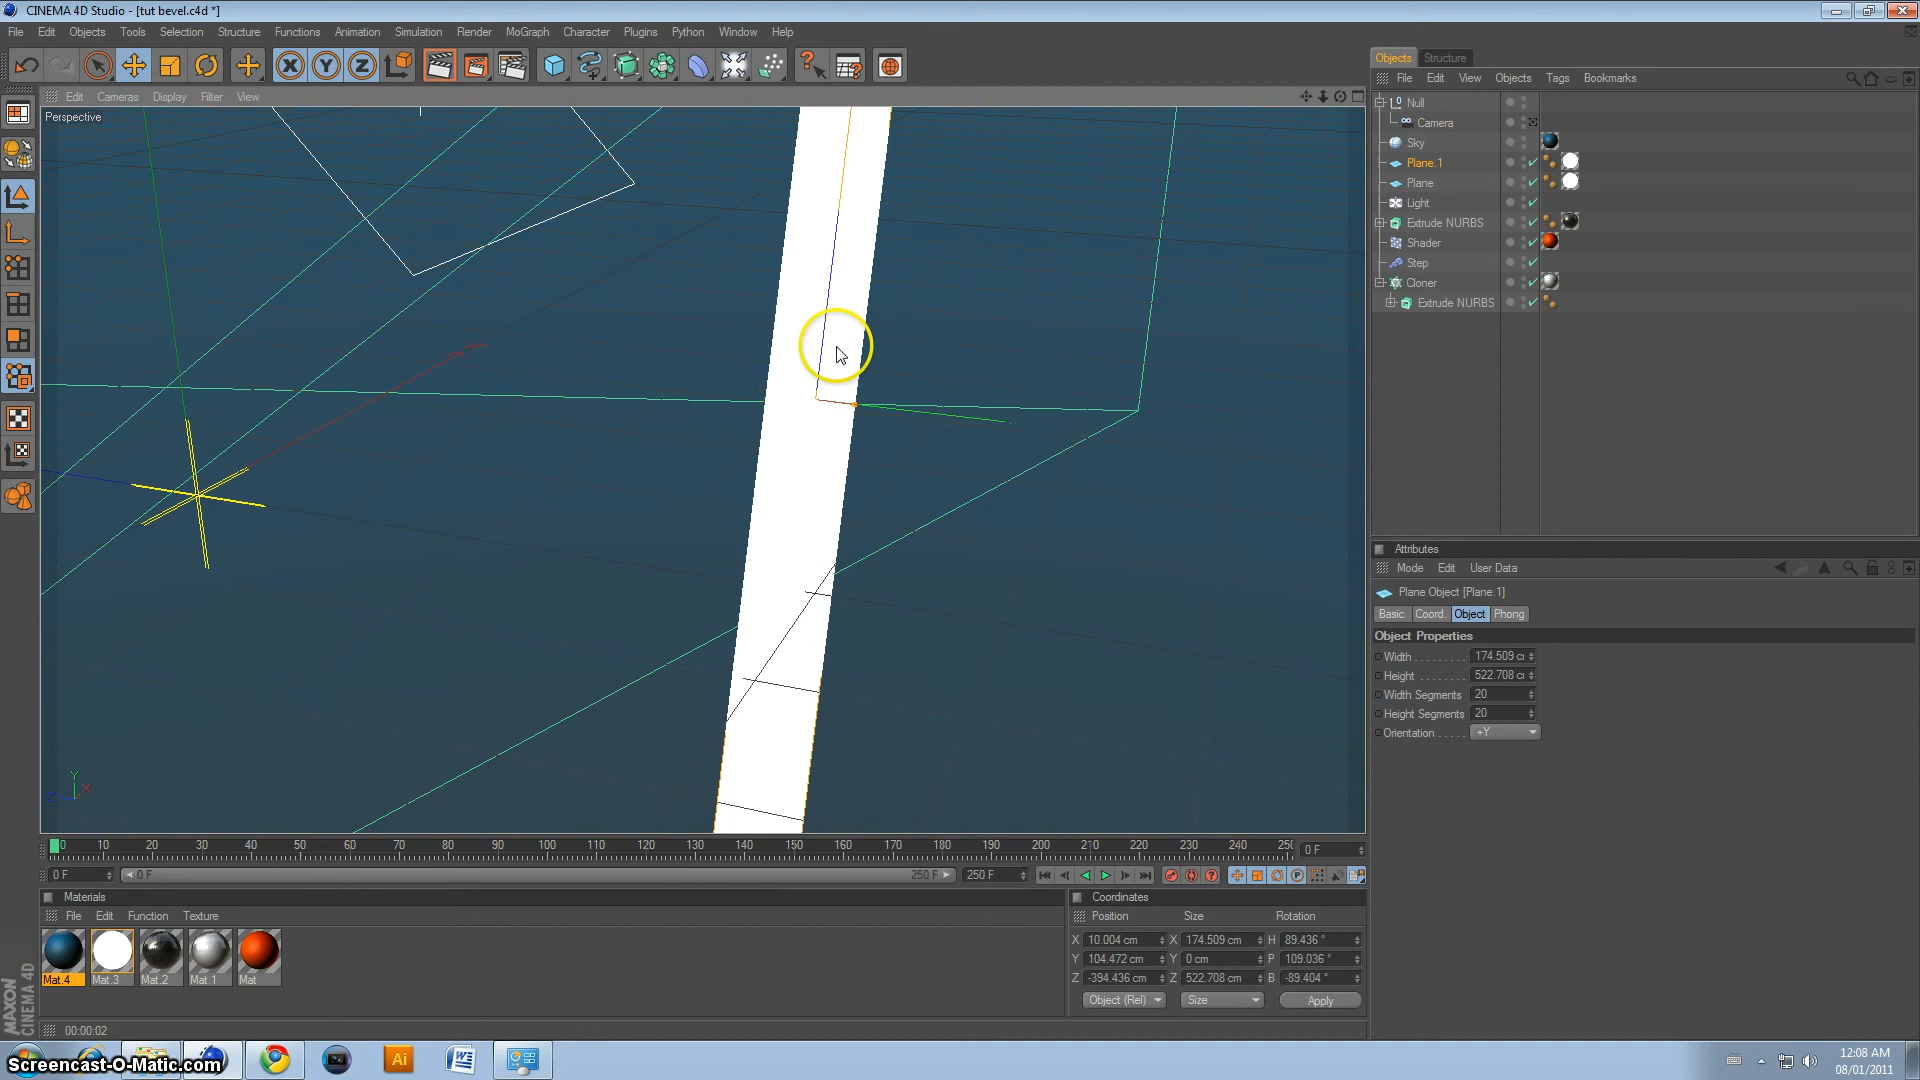 CINEMA 4D Studio - [tut bevel.c4d *]
File Edit Objects Tools Selection Structure Functions Animation Simulation Render MoGraph Character Plugins Python Window Help
Objects Structure
File Edit View Objects Tags Bookmarks
Edit Cameras Display Filter View
Perspective
Null
Camera
Sky
Plane.1
Plane
Light
Extrude NURBS
Shader
Step
Cloner
Extrude NURBS
Attributes
Mode Edit User Data
Plane Object [Plane.1]
Basic Coord. Object Phong
Object Properties
Width 174.509 c
Height 522.708 c
Width Segments 20
Height Segments 20
Orientation +Y
Y
X
Z
0 10 20 30 40 50 60 70 80 90 100 110 120 130 140 150 160 170 180 190 200 210 220 230 240 250 0 F
0 F 0 F 250 F 250 F
Materials
File Edit Function Texture
Mat.4 Mat.3 Mat.2 Mat.1 Mat
Coordinates
Position Size Rotation
X 10.004 cm X 174.509 cm H 89.436 °
Y 104.472 cm Y 0 cm P 109.036 °
Z -394.436 cm Z 522.708 cm B -89.404 °
Object (Rel) Size Apply
MAXON
CINEMA 4D
00:00:02
Screencast-O-Matic.com
Ai
W
12:08 AM
08/01/2011